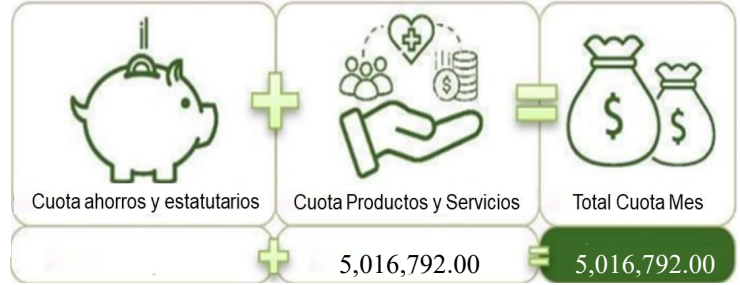 Cuota ahorros y estatutarios
Cuota Productos y Servicios
Total Cuota Mes
5,016,792.00
5,016,792.00